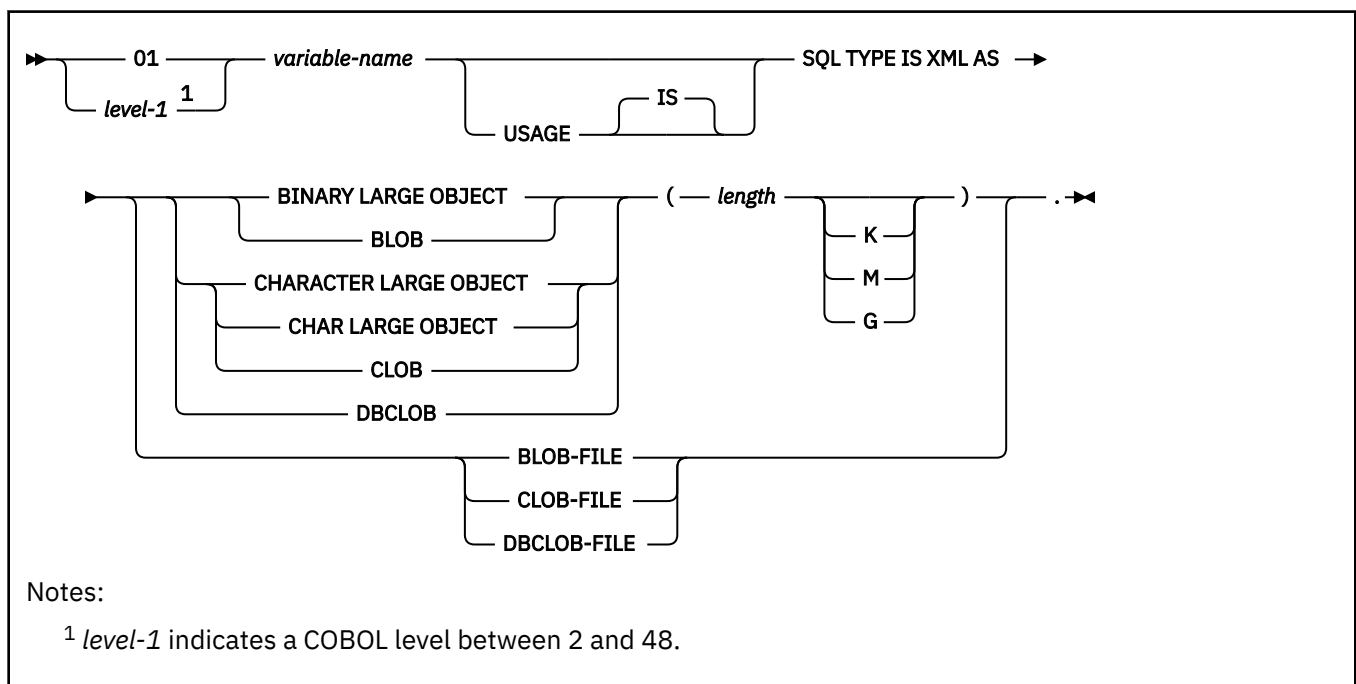 01 variable-name SQL TYPE IS XML AS
level-1 1 IS
USAGE
BINARY LARGE OBJECT ( length ) .
BLOB K
CHARACTER LARGE OBJECT M
CHAR LARGE OBJECT G
CLOB
DBCLOB
BLOB-FILE
CLOB-FILE
DBCLOB-FILE
Notes:
1 level-1 indicates a COBOL level between 2 and 48.